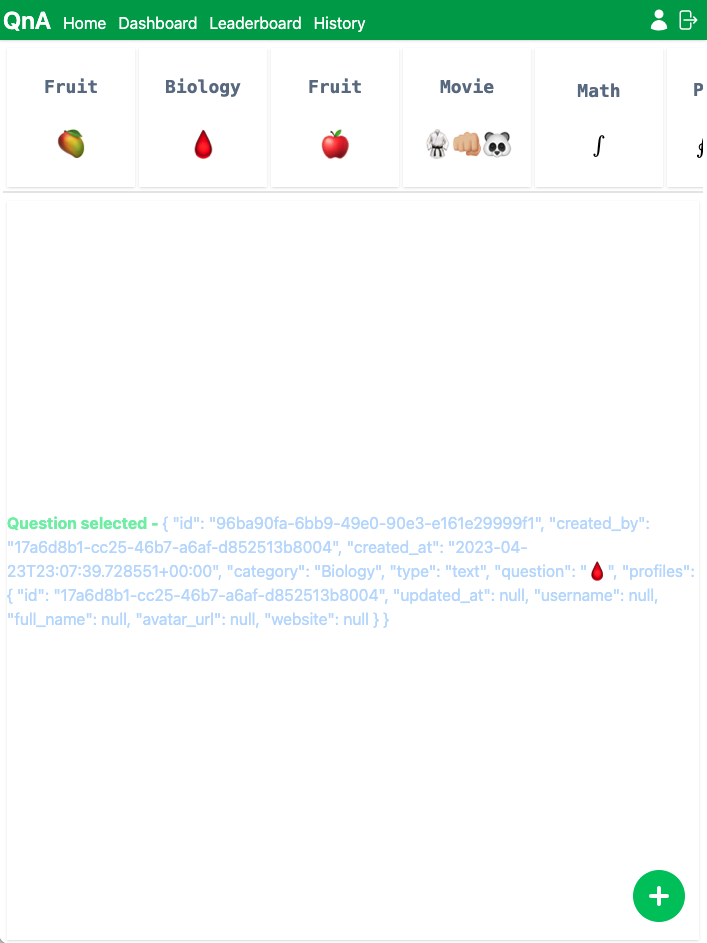 QnA Home Dashboard Leaderboard History
Fruit Biology Fruit Movie Math P
🥭 🩸 🍎 🥋👊🏼🐼 ∫ ∮
Question selected - { "id": "96ba90fa-6bb9-49e0-90e3-e161e29999f1", "created_by":
"17a6d8b1-cc25-46b7-a6af-d852513b8004", "created_at": "2023-04-
23T23:07:39.728551+00:00", "category": "Biology", "type": "text", "question": "🩸", "profiles":
{ "id": "17a6d8b1-cc25-46b7-a6af-d852513b8004", "updated_at": null, "username": null,
"full_name": null, "avatar_url": null, "website": null } }